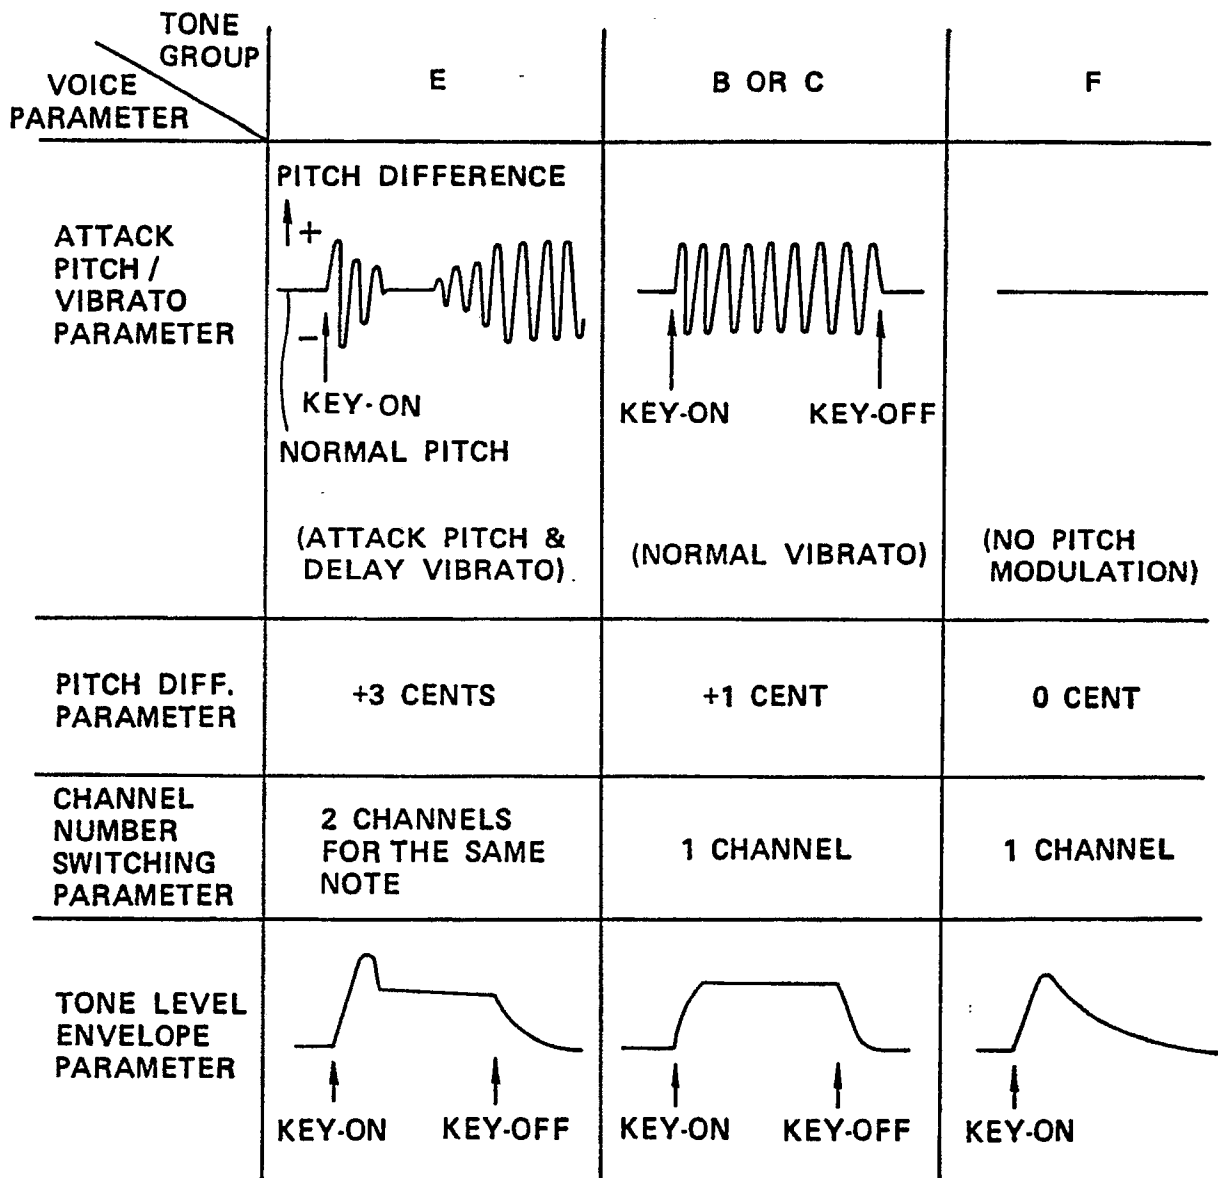 TONE
GROUP
VOICE
PARAMETER
E
B OR C
F
ATTACK
PITCH /
VIBRATO
PARAMETER
PITCH DIFFERENCE
+
−
KEY-ON
NORMAL PITCH
(ATTACK PITCH &
DELAY VIBRATO)
KEY-ON
KEY-OFF
(NORMAL VIBRATO)
(NO PITCH
MODULATION)
PITCH DIFF.
PARAMETER
+3 CENTS
+1 CENT
0 CENT
CHANNEL
NUMBER
SWITCHING
PARAMETER
2 CHANNELS
FOR THE SAME
NOTE
1 CHANNEL
1 CHANNEL
TONE LEVEL
ENVELOPE
PARAMETER
KEY-ON
KEY-OFF
KEY-ON
KEY-OFF
KEY-ON